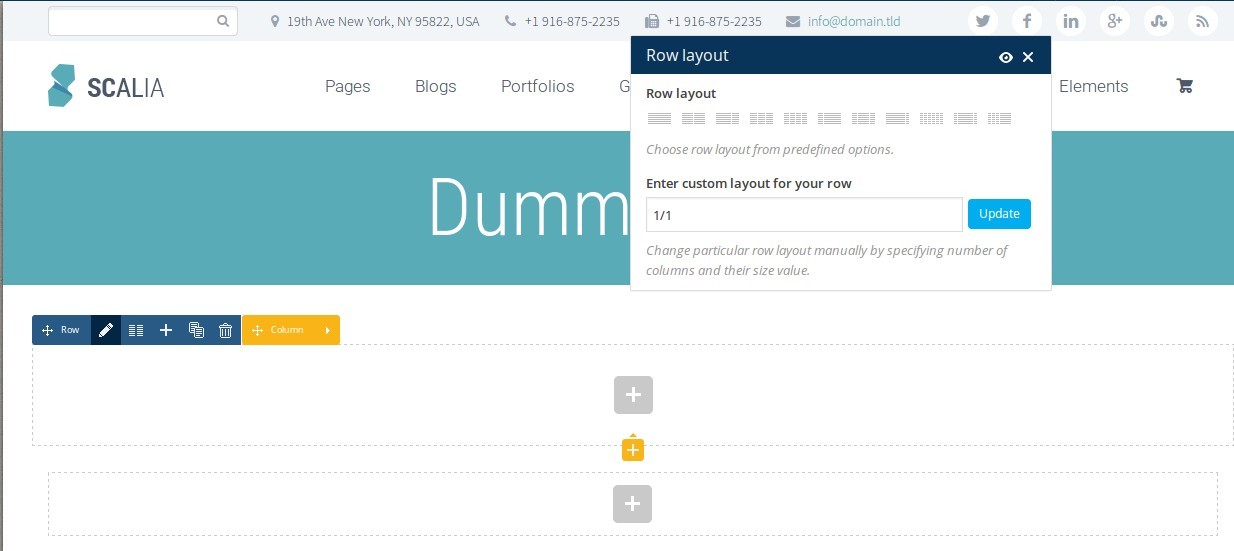 19th Ave New York, NY 95822, USA +1 916-875-2235 +1 916-875-2235 info@domain.tld
Row layout
SCALIA Pages Blogs Portfolios G Elements
Row layout
Choose row layout from predefined options.
Enter custom layout for your row
1/1 Update
Change particular row layout manually by specifying number of
columns and their size value.
Dumm
Row Column